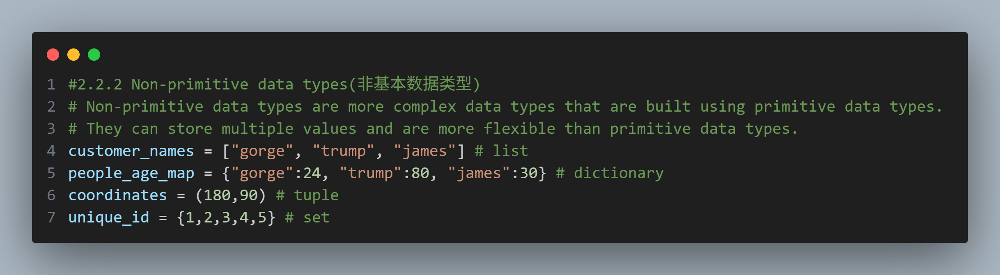 1 #2.2.2 Non-primitive data types(非基本数据类型)
2 # Non-primitive data types are more complex data types that are built using primitive data types.
3 # They can store multiple values and are more flexible than primitive data types.
4 customer_names = ["gorge", "trump", "james"] # list
5 people_age_map = {"gorge":24, "trump":80, "james":30} # dictionary
6 coordinates = (180,90) # tuple
7 unique_id = {1,2,3,4,5} # set